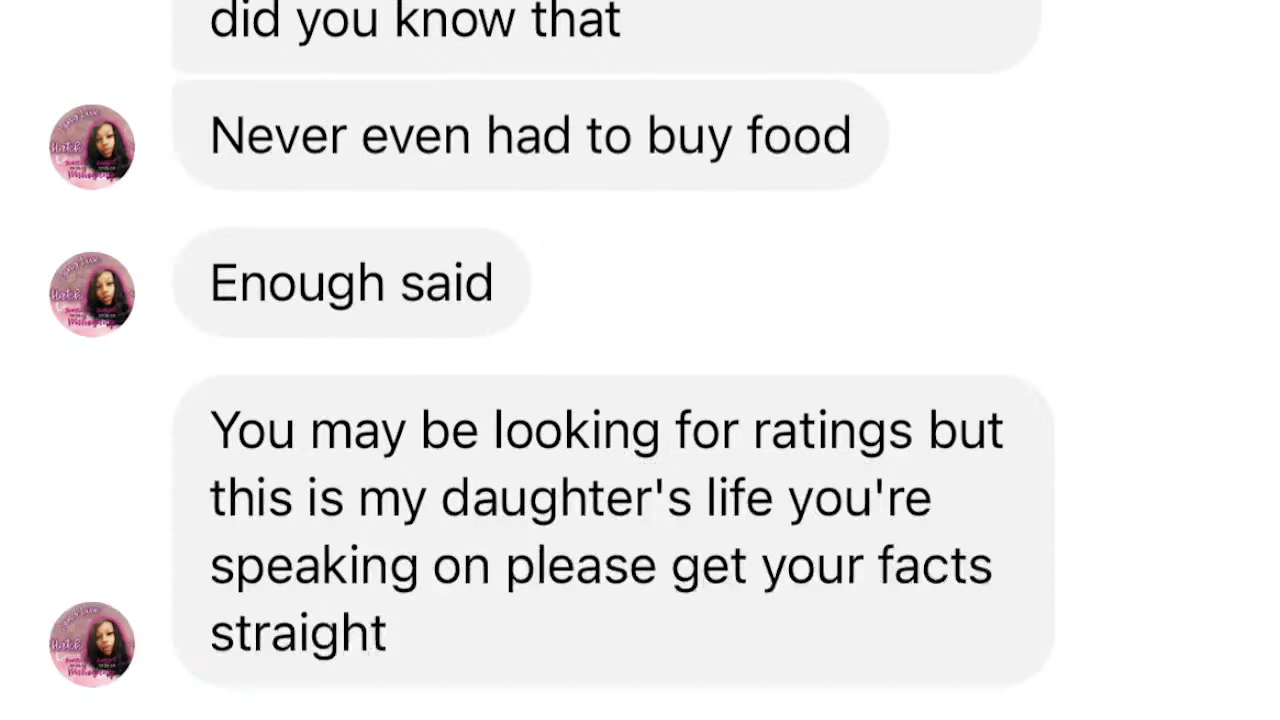 did you know that
Never even had to buy food
Enough said
You may be looking for ratings but
this is my daughter's life you're
speaking on please get your facts
straight